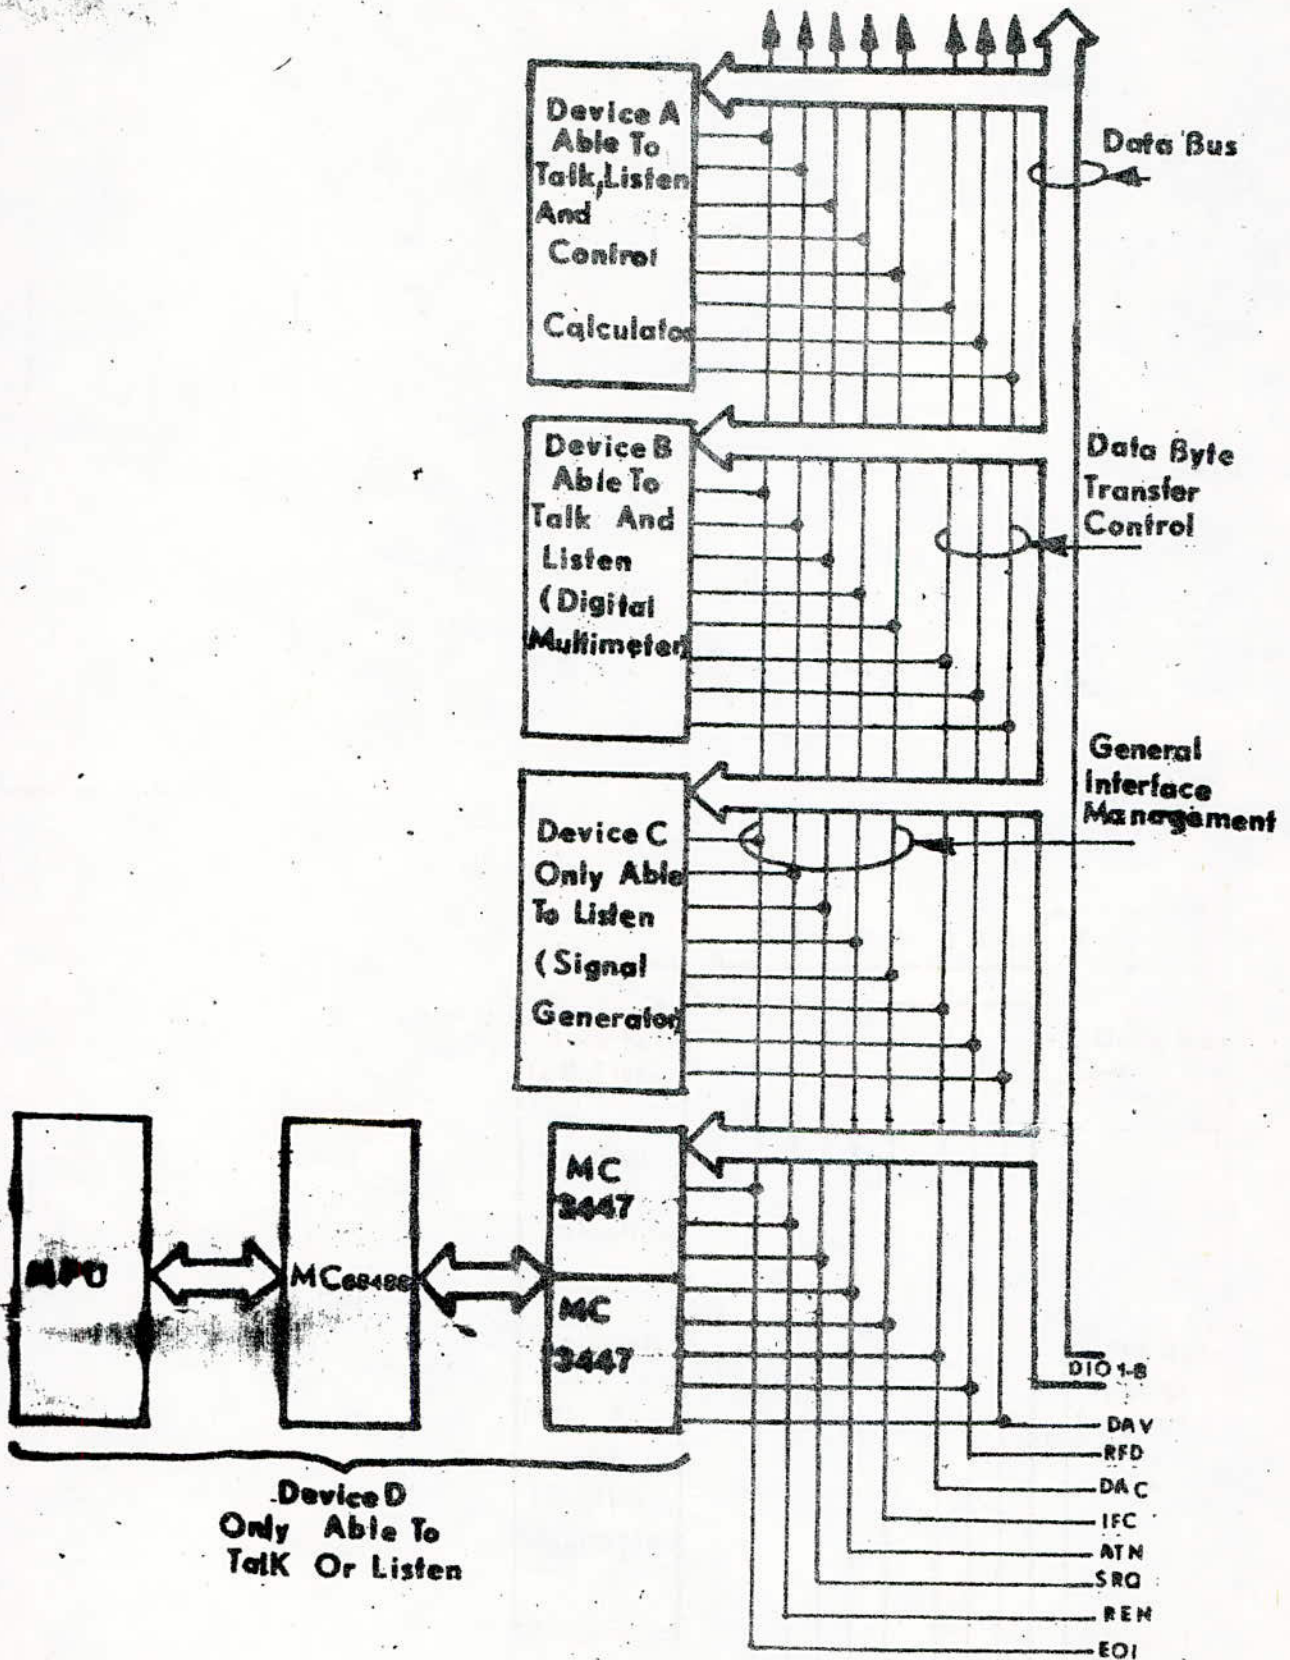 Device A
Able To
Talk, Listen
And
Control
Calculator
Data Bus
Device B
Able To
Talk And
Listen
(Digital
Multimeter)
Data Byte
Transfer
Control
Device C
Only Able
To Listen
(Signal
Generator)
General
Interface
Management
MPU
MC68488
MC
3447
MC
3447
Device D
Only Able To
Talk Or Listen
DIO 1-8
DAV
RFD
DAC
IFC
ATN
SRQ
REN
EOI